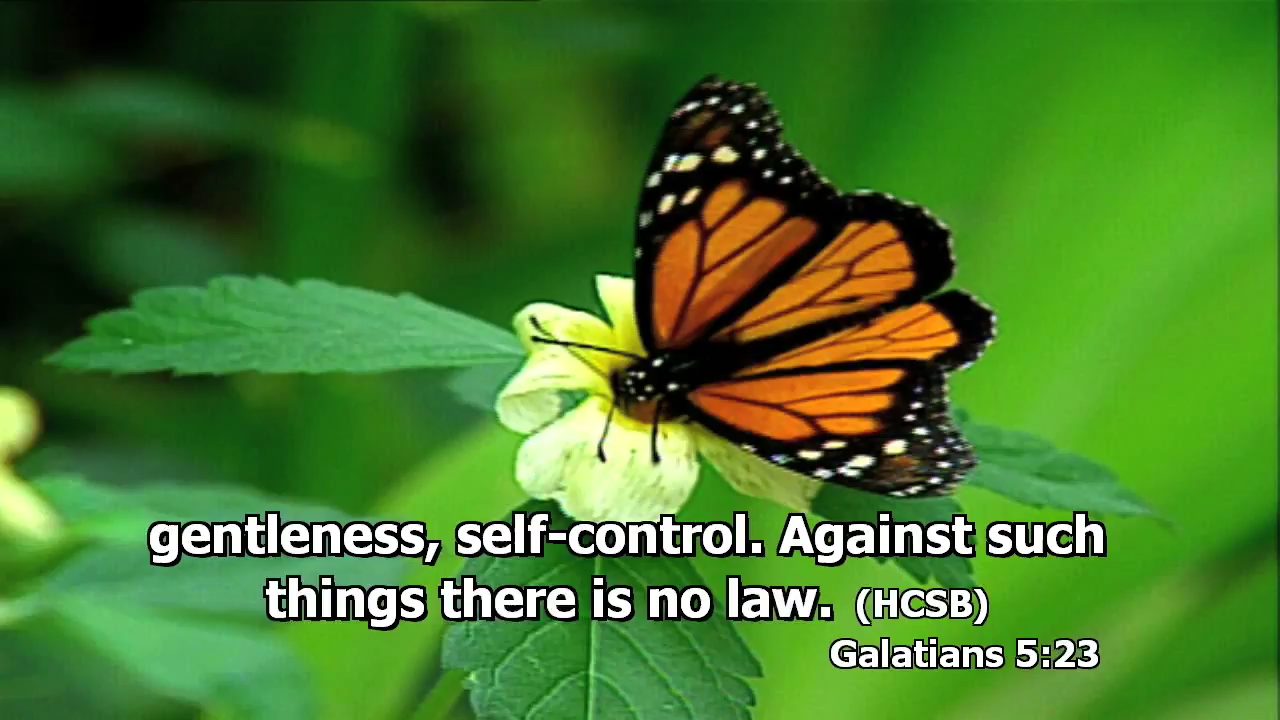 gentleness, self-control. Against such
things there is no law. (HCSB)
Galatians 5:23